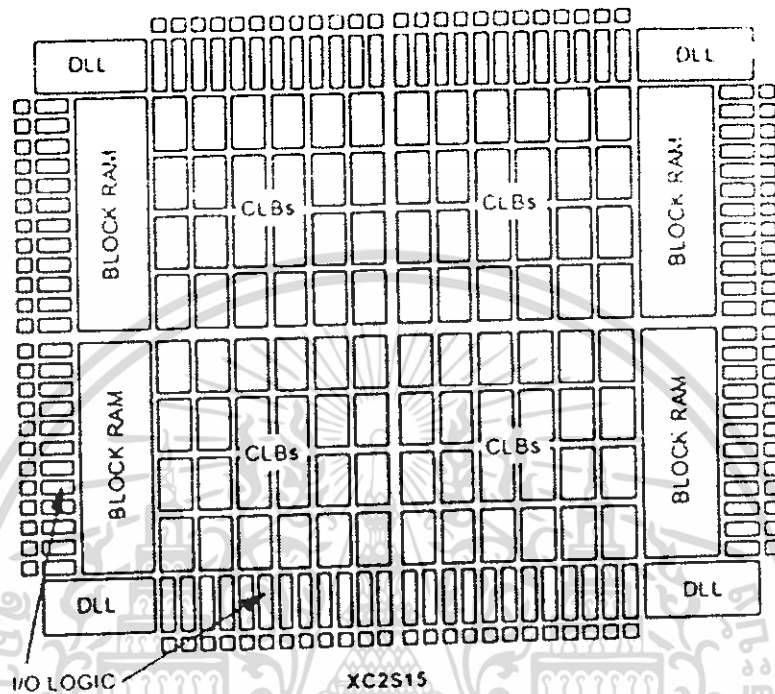 DLL DLL
BLOCK RAM CLBs CLBs BLOCK RAM
BLOCK RAM CLBs CLBs BLOCK RAM
DLL DLL
I/O LOGIC
XC2S15